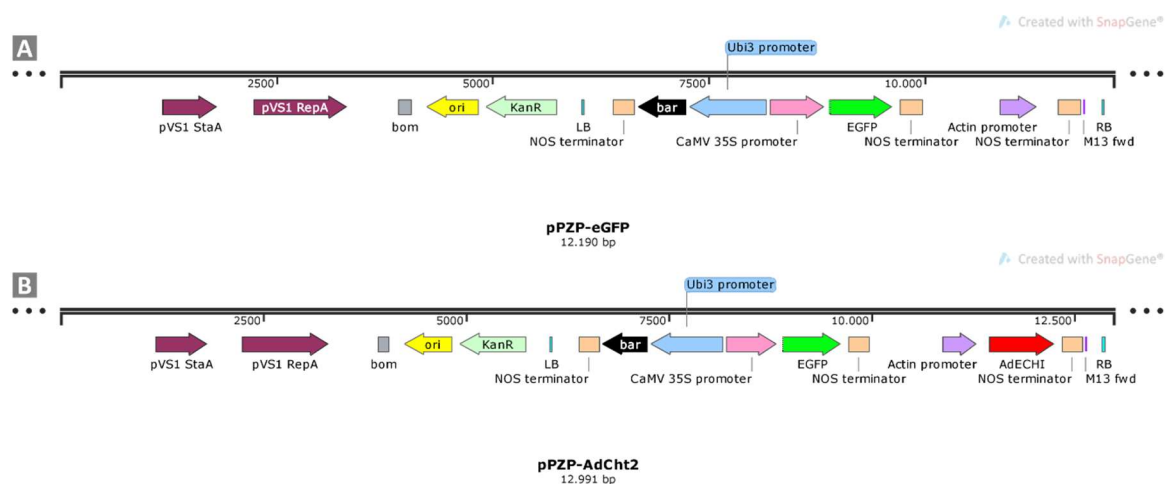 Created with SnapGene®
A
Ubi3 promoter
2500 5000 7500 10.000
pVS1 StaA pVS1 RepA bom ori KanR LB NOS terminator bar CaMV 35S promoter EGFP NOS terminator Actin promoter NOS terminator M13 fwd RB
pPZP-eGFP
12.190 bp
Created with SnapGene®
B
Ubi3 promoter
2500 5000 7500 10.000 12.500
pVS1 StaA pVS1 RepA bom ori KanR LB NOS terminator bar CaMV 35S promoter EGFP NOS terminator Actin promoter AdECHI NOS terminator M13 fwd RB
pPZP-AdCht2
12.991 bp